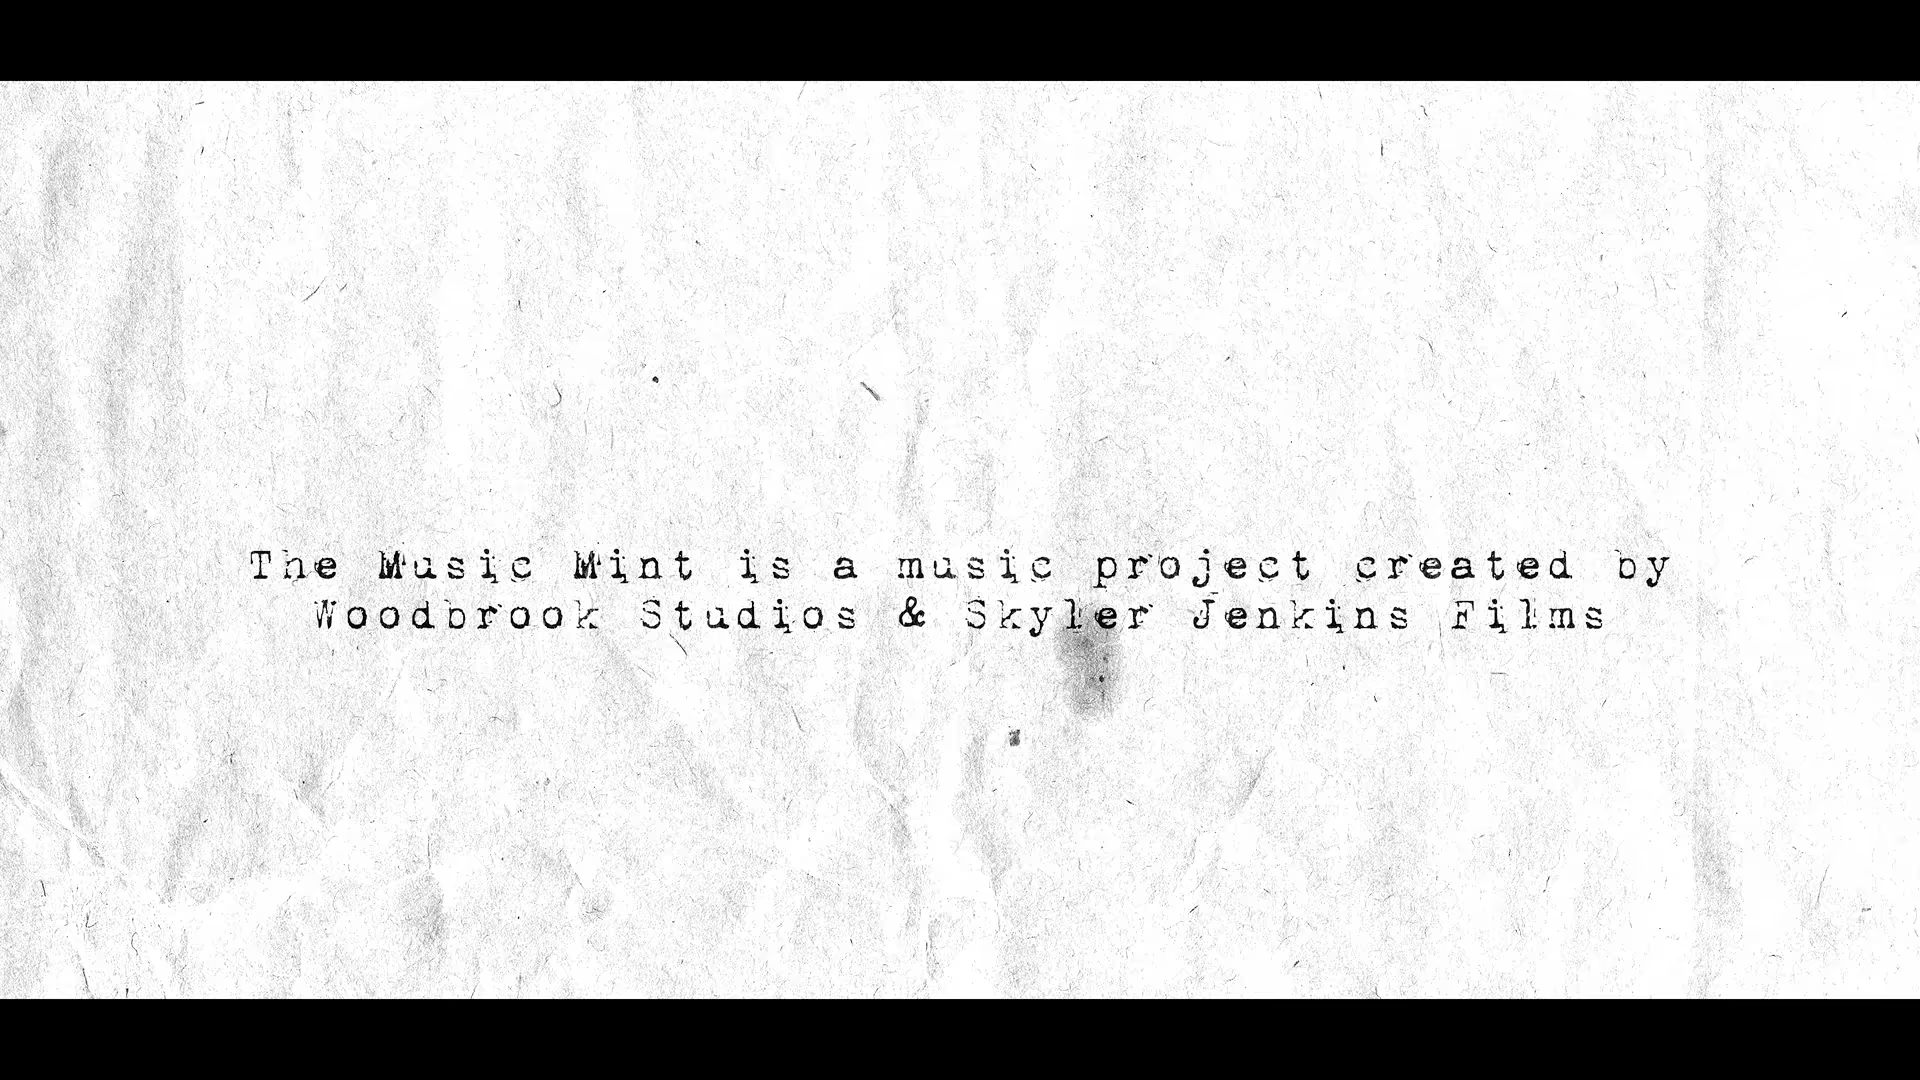 The Music Mint is a music project created by
Woodbrook Studios & Skyler Jenkins Films